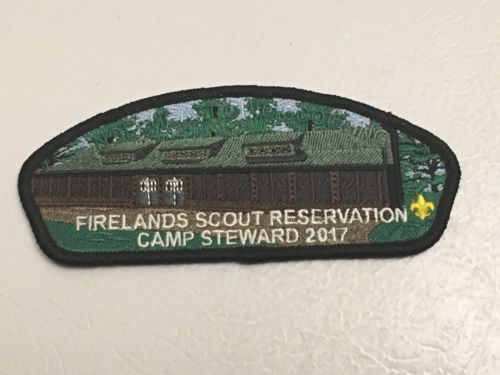 FIRELANDS SCOUT RESERVATION
CAMP STEWARD 2017